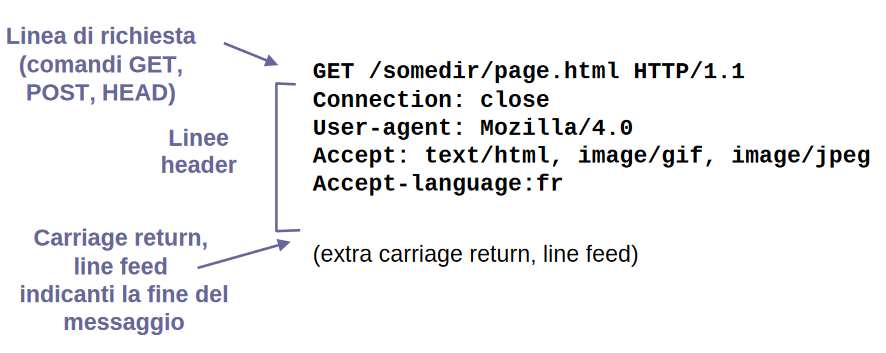 Linea di richiesta
(comandi GET,
POST, HEAD)
GET /somedir/page.html HTTP/1.1
Connection: close
User-agent: Mozilla/4.0
Accept: text/html, image/gif, image/jpeg
Accept-language:fr
Linee
header
Carriage return,
line feed
indicanti la fine del
messaggio
(extra carriage return, line feed)